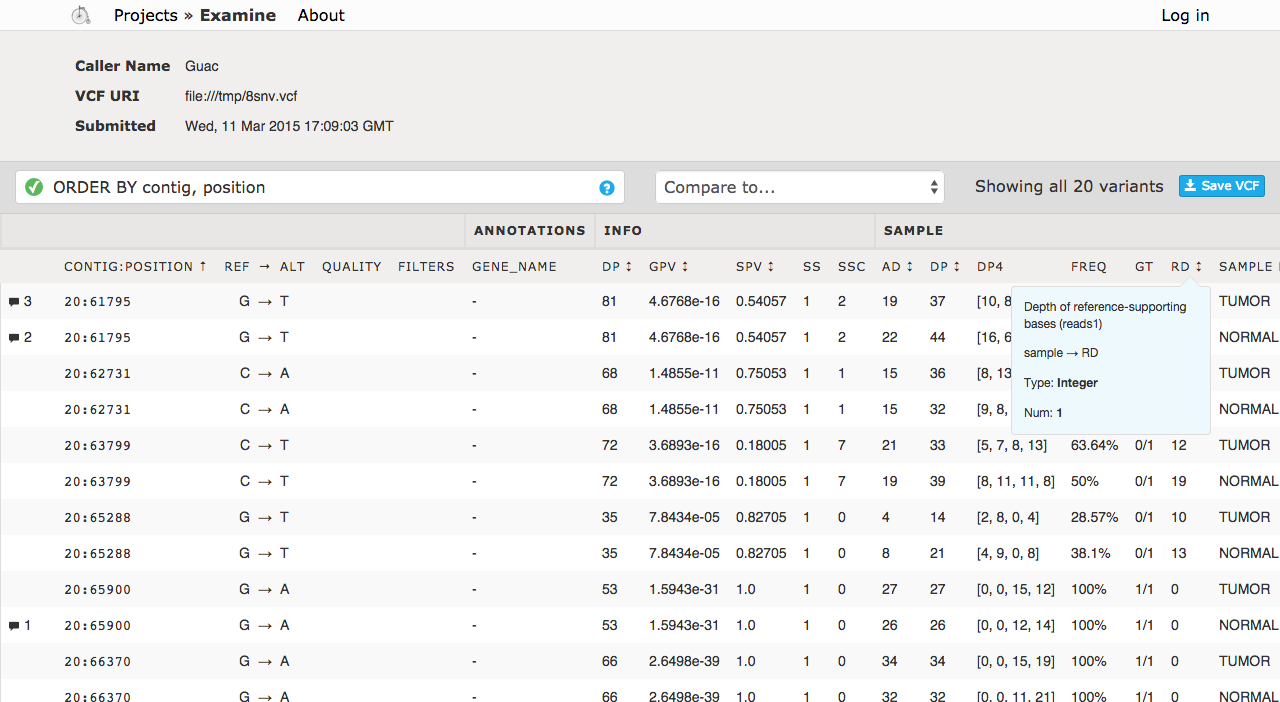 Projects » Examine About Log in
Caller Name Guac
VCF URI file:///tmp/8snv.vcf
Submitted Wed, 11 Mar 2015 17:09:03 GMT
ORDER BY contig, position ? Compare to... Showing all 20 variants Save VCF
ANNOTATIONS INFO SAMPLE
CONTIG:POSITION ↑ REF → ALT QUALITY FILTERS GENE_NAME DP ↕ GPV ↕ SPV ↕ SS SSC AD ↕ DP ↕ DP4 FREQ GT RD ↕ SAMPLE
3 20:61795 G → T - 81 4.6768e-16 0.54057 1 2 19 37 [10, 8 TUMOR
Depth of reference-supporting
bases (reads1)
2 20:61795 G → T - 81 4.6768e-16 0.54057 1 2 22 44 [16, 6 NORMAL
sample → RD
20:62731 C → A - 68 1.4855e-11 0.75053 1 1 15 36 [8, 13 TUMOR
Type: Integer
20:62731 C → A - 68 1.4855e-11 0.75053 1 1 15 32 [9, 8, NORMAL
Num: 1
20:63799 C → T - 72 3.6893e-16 0.18005 1 7 21 33 [5, 7, 8, 13] 63.64% 0/1 12 TUMOR
20:63799 C → T - 72 3.6893e-16 0.18005 1 7 19 39 [8, 11, 11, 8] 50% 0/1 19 NORMAL
20:65288 G → T - 35 7.8434e-05 0.82705 1 0 4 14 [2, 8, 0, 4] 28.57% 0/1 10 TUMOR
20:65288 G → T - 35 7.8434e-05 0.82705 1 0 8 21 [4, 9, 0, 8] 38.1% 0/1 13 NORMAL
20:65900 G → A - 53 1.5943e-31 1.0 1 0 27 27 [0, 0, 15, 12] 100% 1/1 0 TUMOR
1 20:65900 G → A - 53 1.5943e-31 1.0 1 0 26 26 [0, 0, 12, 14] 100% 1/1 0 NORMAL
20:66370 G → A - 66 2.6498e-39 1.0 1 0 34 34 [0, 0, 15, 19] 100% 1/1 0 TUMOR
20:66370 G → A - 66 2.6498e-39 1.0 1 0 32 32 [0, 0, 11, 21] 100% 1/1 0 NORMAL